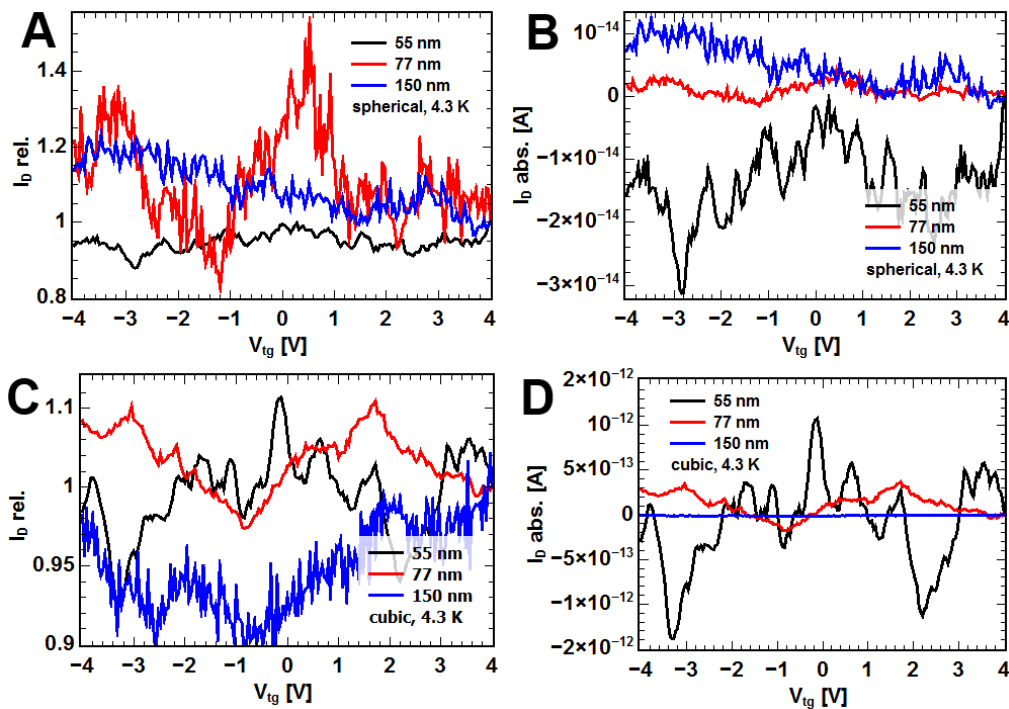 A
I_D rel.
1.4
1.2
1
0.8
55 nm
77 nm
150 nm
spherical, 4.3 K
−4 −3 −2 −1 0 1 2 3 4
V_tg [V]
B
I_D abs. [A]
10⁻¹⁴
0
−1×10⁻¹⁴
−2×10⁻¹⁴
−3×10⁻¹⁴
55 nm
77 nm
150 nm
spherical, 4.3 K
−4 −3 −2 −1 0 1 2 3 4
V_tg [V]
C
I_D rel.
1.1
1
0.95
0.9
55 nm
77 nm
150 nm
cubic, 4.3 K
−4 −3 −2 −1 0 1 2 3 4
V_tg [V]
D
I_D abs. [A]
2×10⁻¹²
1×10⁻¹²
5×10⁻¹³
0
−5×10⁻¹³
−1×10⁻¹²
−2×10⁻¹²
55 nm
77 nm
150 nm
cubic, 4.3 K
−4 −3 −2 −1 0 1 2 3 4
V_tg [V]